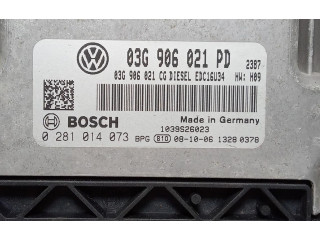 03G 906 021 PD 2387
03G 906 021 CG DIESEL EDC16U34 HW: H09
Made in Germany
BOSCH 1039S26023
0 281 014 073 BPG 810 08-10-06 1328 0378